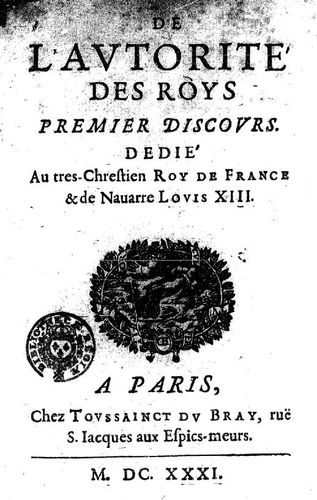 DE
L'AVTORITE'
DES ROYS
PREMIER DISCOVRS.
DEDIE'
Au tres-Chreſtien ROY DE FRANCE
& de Nauarre LOVIS XIII.
A PARIS,
Chez TOVSSAINCT DV BRAY, ruë
S. Iacques aux Eſpics-meurs.
M. DC. XXXI.